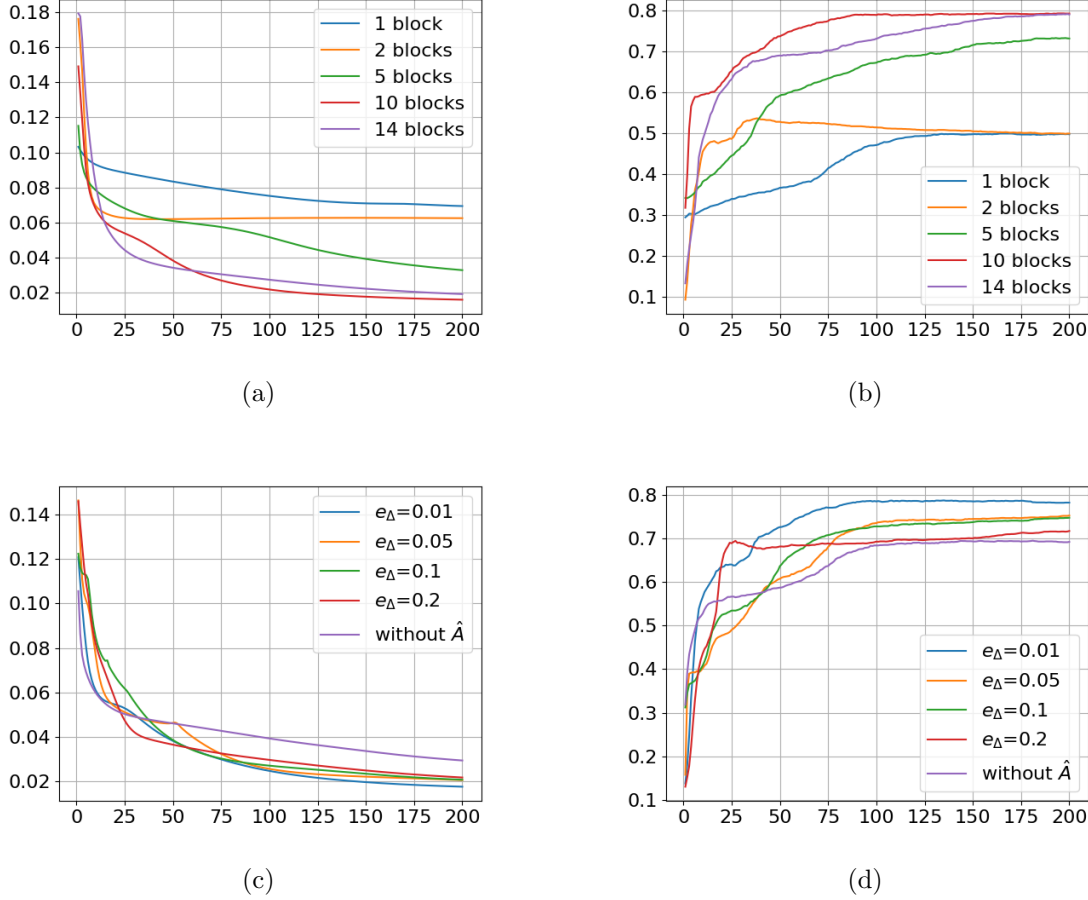 0.18
0.16
0.14
0.12
0.10
0.08
0.06
0.04
0.02
0 25 50 75 100 125 150 175 200
1 block
2 blocks
5 blocks
10 blocks
14 blocks
(a)
0.8
0.7
0.6
0.5
0.4
0.3
0.2
0.1
0 25 50 75 100 125 150 175 200
1 block
2 blocks
5 blocks
10 blocks
14 blocks
(b)
0.14
0.12
0.10
0.08
0.06
0.04
0.02
0 25 50 75 100 125 150 175 200
e_Δ=0.01
e_Δ=0.05
e_Δ=0.1
e_Δ=0.2
without Â
(c)
0.8
0.7
0.6
0.5
0.4
0.3
0.2
0.1
0 25 50 75 100 125 150 175 200
e_Δ=0.01
e_Δ=0.05
e_Δ=0.1
e_Δ=0.2
without Â
(d)